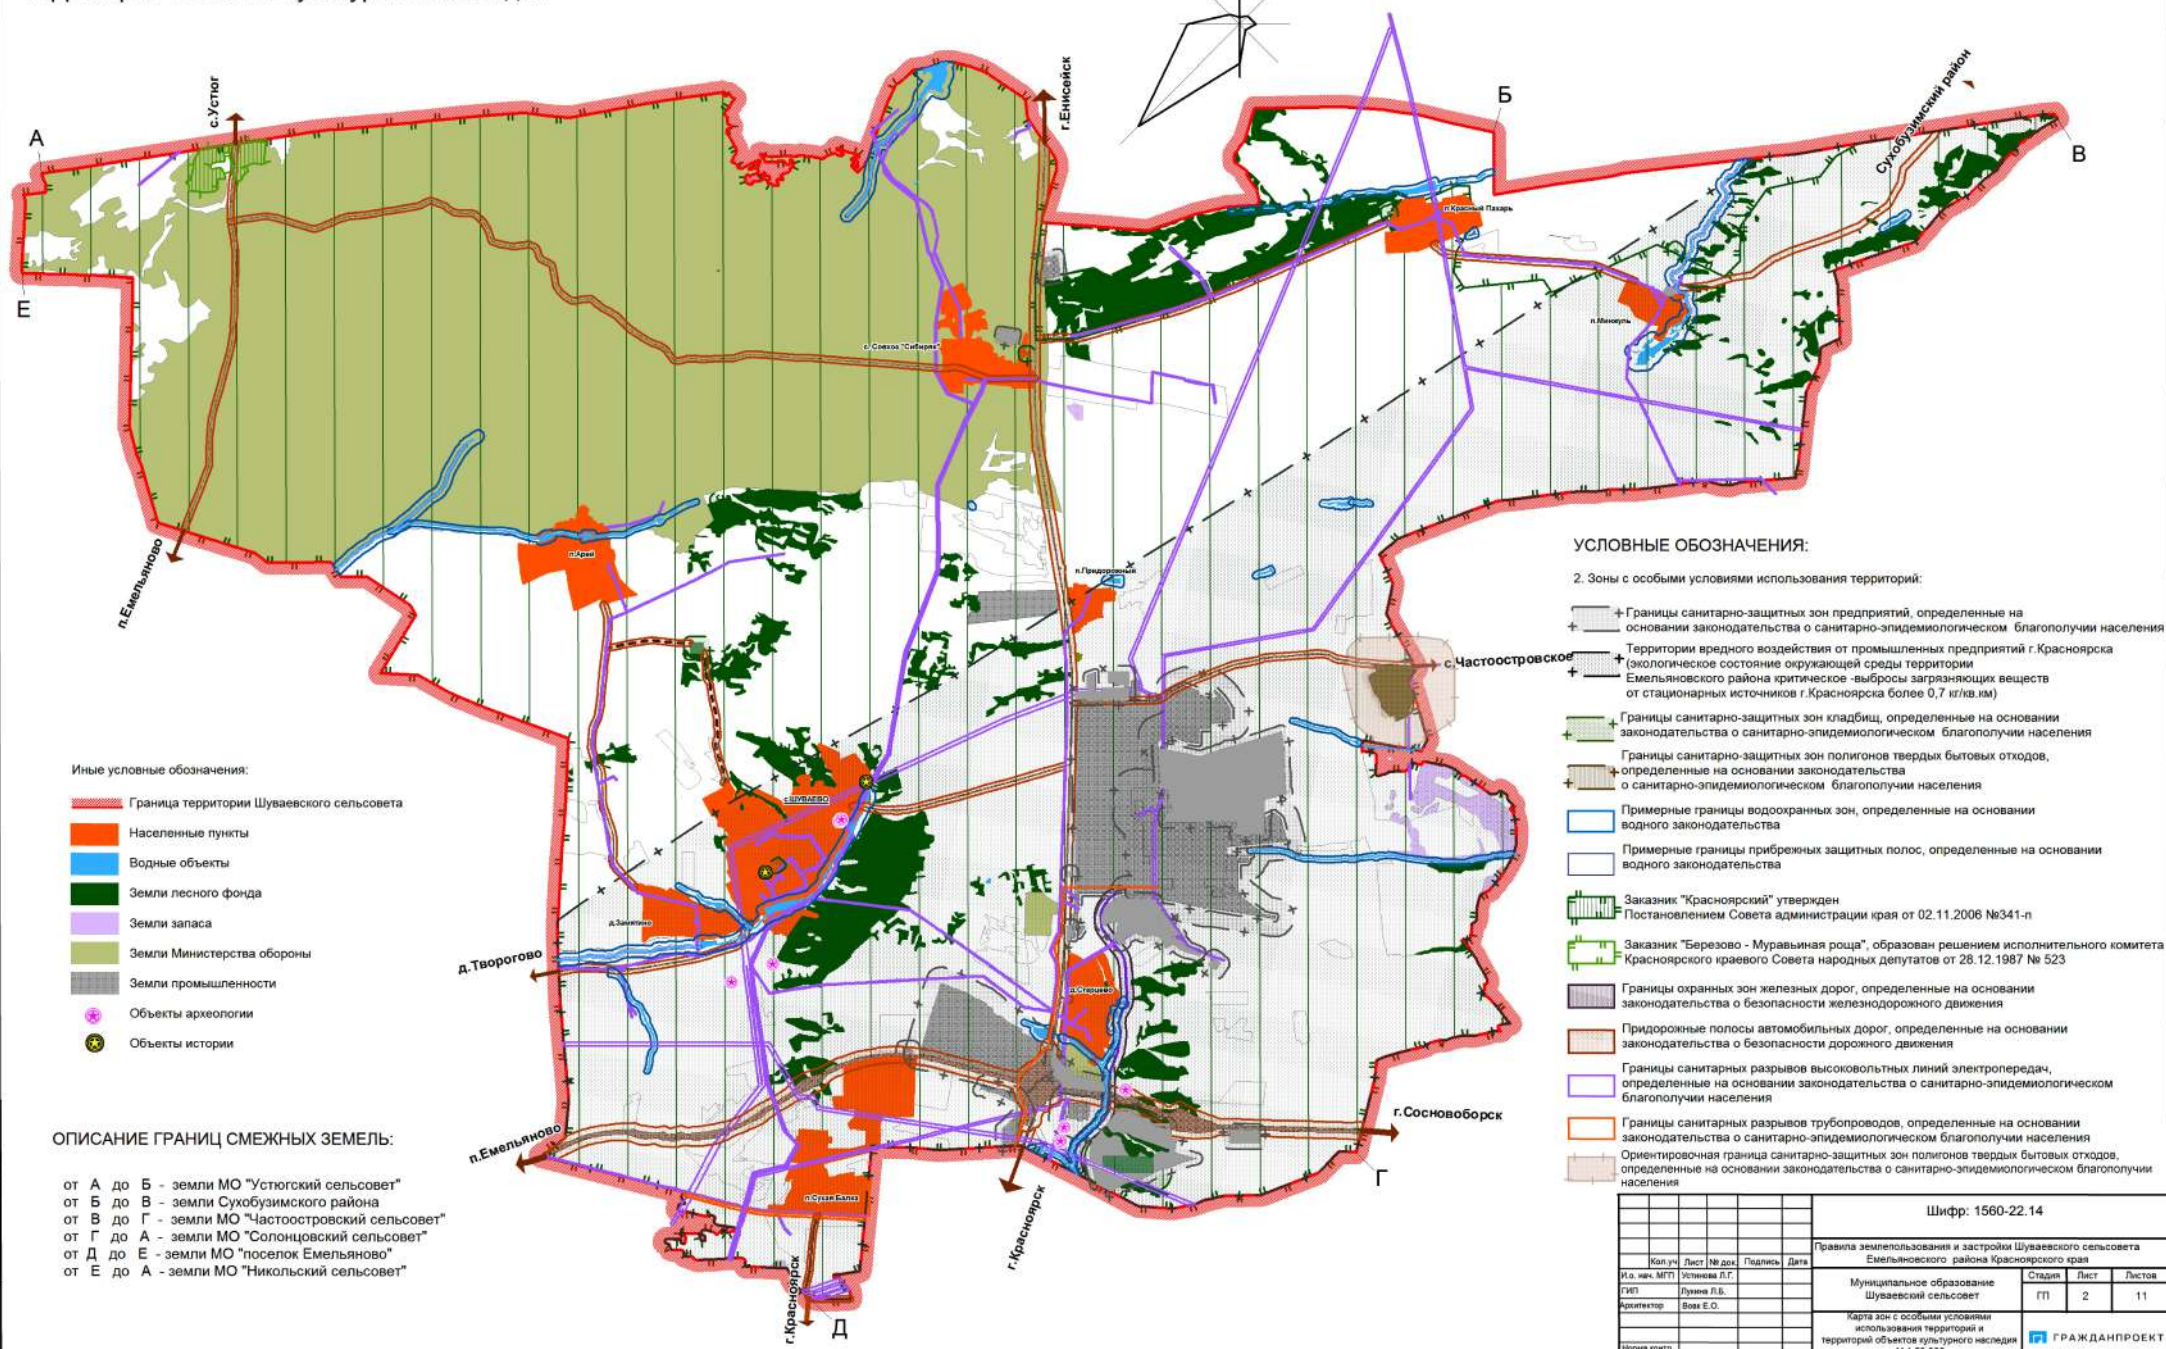 А
с.Устюг
г.Енисейск
Б
Сухобузимский район
В
Е
п.Красный Пахарь
п.Минжуль
с. Совхоз "Сибиряк"
п.Емельяново
п.Арей
п.Придорожный
с.Частоостровское
с.ШУВАЕВО
д.Замятино
д.Творогово
д.Старцево
п.Емельяново
г.Сосновоборск
Г
п.Сухая Балка
г.Красноярск
г.Красноярск
Д
Иные условные обозначения:
Граница территории Шуваевского сельсовета
Населенные пункты
Водные объекты
Земли лесного фонда
Земли запаса
Земли Министерства обороны
Земли промышленности
Объекты археологии
Объекты истории
ОПИСАНИЕ ГРАНИЦ СМЕЖНЫХ ЗЕМЕЛЬ:
от А до Б - земли МО "Устюгский сельсовет"
от Б до В - земли Сухобузимского района
от В до Г - земли МО "Частоостровский сельсовет"
от Г до А - земли МО "Солонцовский сельсовет"
от Д до Е - земли МО "поселок Емельяново"
от Е до А - земли МО "Никольский сельсовет"
УСЛОВНЫЕ ОБОЗНАЧЕНИЯ:
2. Зоны с особыми условиями использования территорий:
Границы санитарно-защитных зон предприятий, определенные на
основании законодательства о санитарно-эпидемиологическом благополучии населения
Территории вредного воздействия от промышленных предприятий г.Красноярска
(экологическое состояние окружающей среды территории
Емельяновского района критическое -выбросы загрязняющих веществ
от стационарных источников г.Красноярска более 0,7 кг/кв.км)
Границы санитарно-защитных зон кладбищ, определенные на основании
законодательства о санитарно-эпидемиологическом благополучии населения
Границы санитарно-защитных зон полигонов твердых бытовых отходов,
определенные на основании законодательства
о санитарно-эпидемиологическом благополучии населения
Примерные границы водоохранных зон, определенные на основании
водного законодательства
Примерные границы прибрежных защитных полос, определенные на основании
водного законодательства
Заказник "Красноярский" утвержден
Постановлением Совета администрации края от 02.11.2006 №341-п
Заказник "Березово - Муравьиная роща", образован решением исполнительного комитета
Красноярского краевого Совета народных депутатов от 28.12.1987 № 523
Границы охранных зон железных дорог, определенные на основании
законодательства о безопасности железнодорожного движения
Придорожные полосы автомобильных дорог, определенные на основании
законодательства о безопасности дорожного движения
Границы санитарных разрывов высоковольтных линий электропередач,
определенные на основании законодательства о санитарно-эпидемиологическом
благополучии населения
Границы санитарных разрывов трубопроводов, определенные на основании
законодательства о санитарно-эпидемиологическом благополучии населения
Ориентировочная граница санитарно-защитных зон полигонов твердых бытовых отходов,
определенные на основании законодательства о санитарно-эпидемиологическом благополучии
населения
Шифр: 1560-22.14
Правила землепользования и застройки Шуваевского сельсовета
Емельяновского района Красноярского края
Кол.уч Лист № док. Подпись Дата
И.о. нач. МГП Устинова Л.Г.
ГИП Лукина Л.Б.
Архитектор Вовк Е.О.
Муниципальное образование
Шуваевский сельсовет
Стадия Лист Листов
ГП 2 11
Карта зон с особыми условиями
использования территорий и
территорий объектов культурного наследия
ГРАЖДАНПРОЕКТ